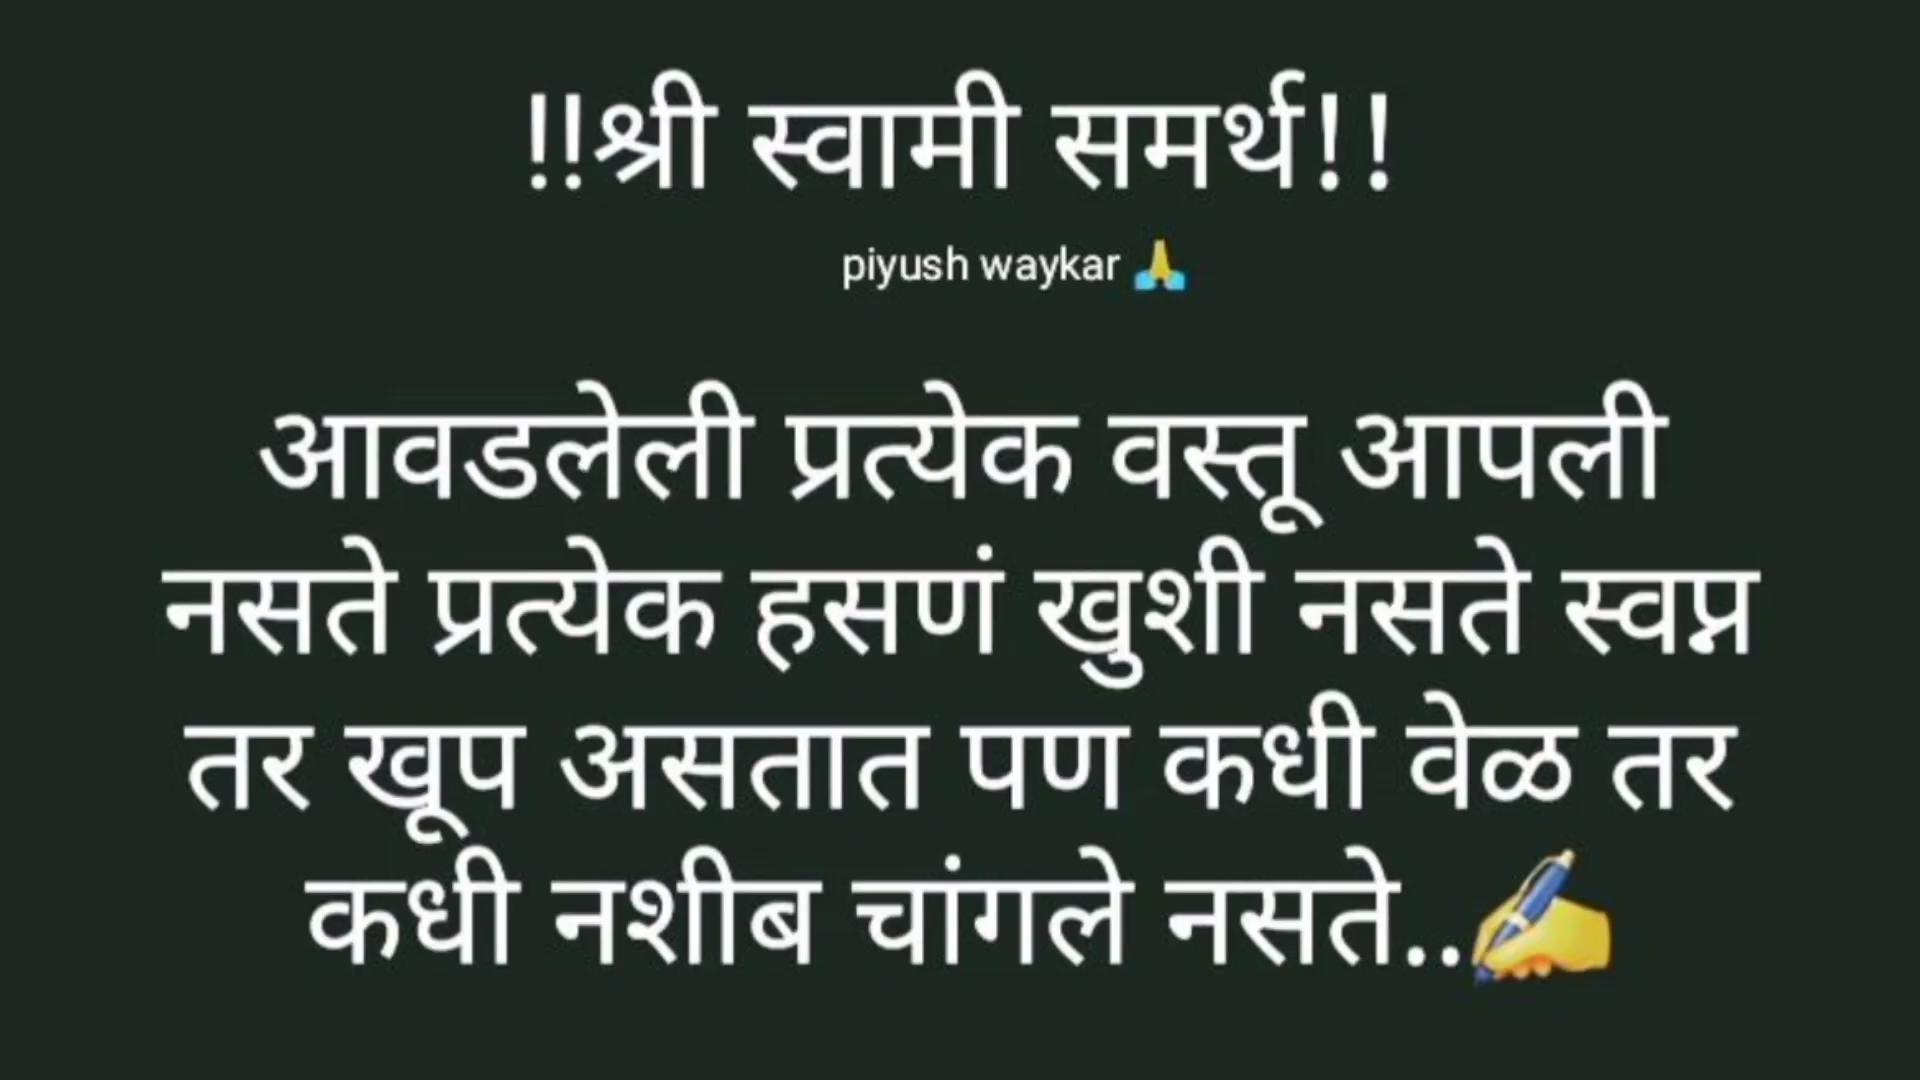 !!श्री स्वामी समर्थ!!
piyush waykar 🙏
आवडलेली प्रत्येक वस्तू आपली
नसते प्रत्येक हसणं खुशी नसते स्वप्न
तर खूप असतात पण कधी वेळ तर
कधी नशीब चांगले नसते..✍️